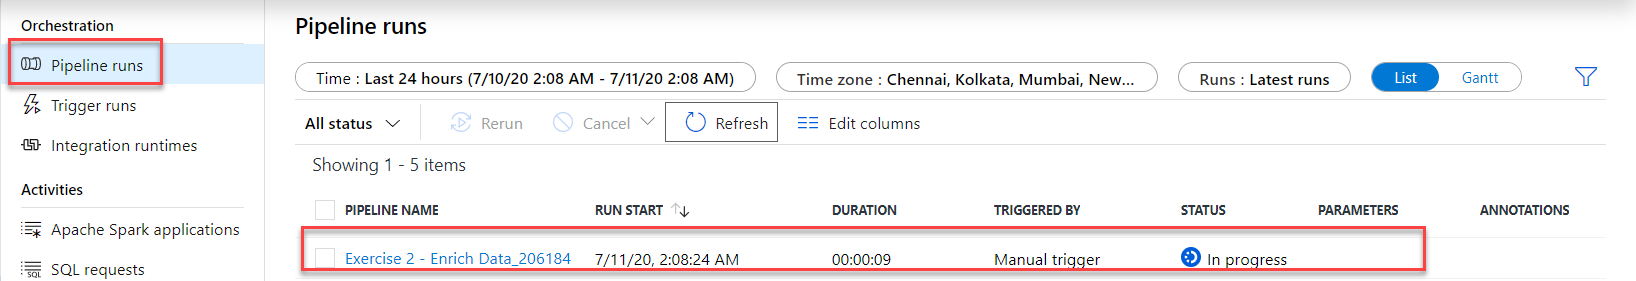 Orchestration
Pipeline runs
Trigger runs
Integration runtimes
Activities
Apache Spark applications
SQL requests
Pipeline runs
Time : Last 24 hours (7/10/20 2:08 AM - 7/11/20 2:08 AM) Time zone : Chennai, Kolkata, Mumbai, New... Runs : Latest runs List Gantt
All status Rerun Cancel Refresh Edit columns
Showing 1 - 5 items
PIPELINE NAME RUN START DURATION TRIGGERED BY STATUS PARAMETERS ANNOTATIONS
Exercise 2 - Enrich Data_206184 7/11/20, 2:08:24 AM 00:00:09 Manual trigger In progress